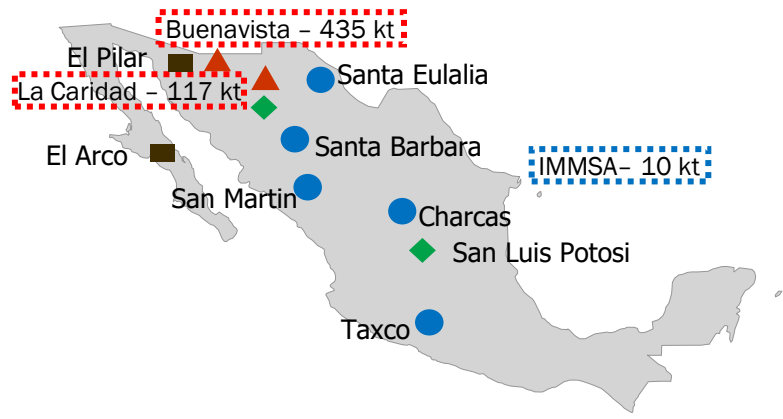 Buenavista – 435 kt
El Pilar
Santa Eulalia
La Caridad – 117 kt
El Arco
Santa Barbara
IMMSA– 10 kt
San Martin
Charcas
San Luis Potosi
Taxco